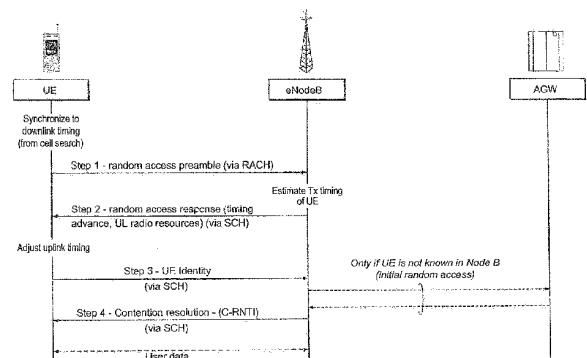 UE
eNodeB
AGW
Synchronize to
downlink timing
(from cell search)
Step 1 - random access preamble (via RACH)
Estimate Tx timing
of UE
Step 2 - random access response (timing
advance, UL radio resources) (via SCH)
Adjust uplink timing
Only if UE is not known in Node B
(initial random access)
Step 3 - UE Identity
(via SCH)
Step 4 - Contention resolution - (C-RNTI)
(via SCH)
User data